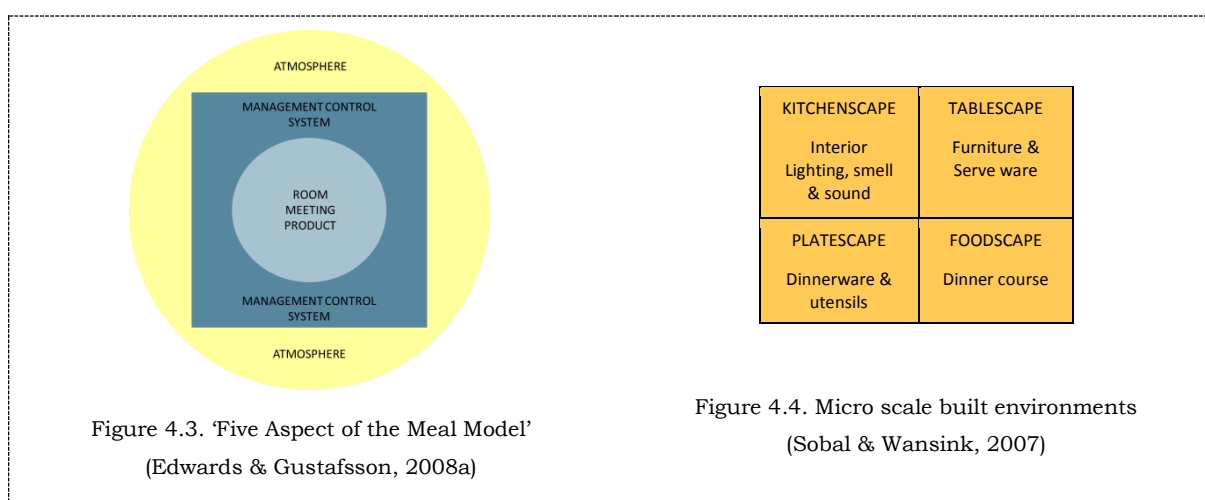 ATMOSPHERE
MANAGEMENT CONTROL
SYSTEM
ROOM
MEETING
PRODUCT
MANAGEMENT CONTROL
SYSTEM
ATMOSPHERE
Figure 4.3. ‘Five Aspect of the Meal Model’
(Edwards & Gustafsson, 2008a)
KITCHENSCAPE
Interior
Lighting, smell
& sound
TABLESCAPE
Furniture &
Serve ware
PLATESCAPE
Dinnerware &
utensils
FOODSCAPE
Dinner course
Figure 4.4. Micro scale built environments
(Sobal & Wansink, 2007)